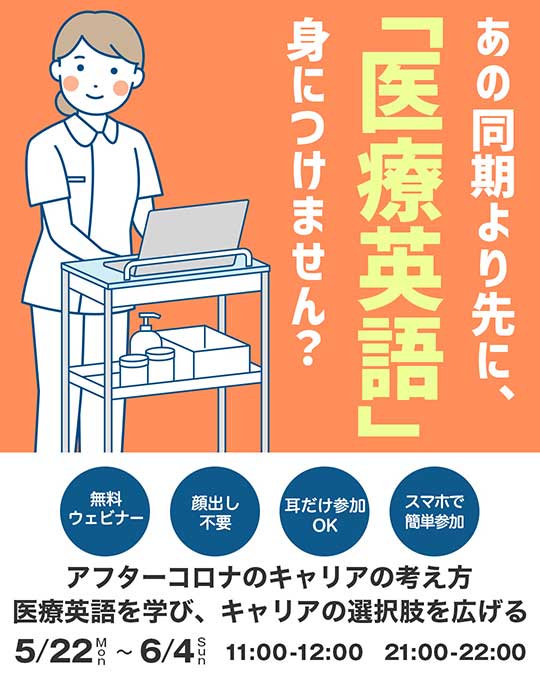 あの同期より先に、
「医療英語」
身につけません？
無料
ウェビナー
顔出し
不要
耳だけ参加
OK
スマホで
簡単参加
アフターコロナのキャリアの考え方
医療英語を学び、キャリアの選択肢を広げる
5/22 Mon ～ 6/4 Sun 11:00-12:00 21:00-22:00